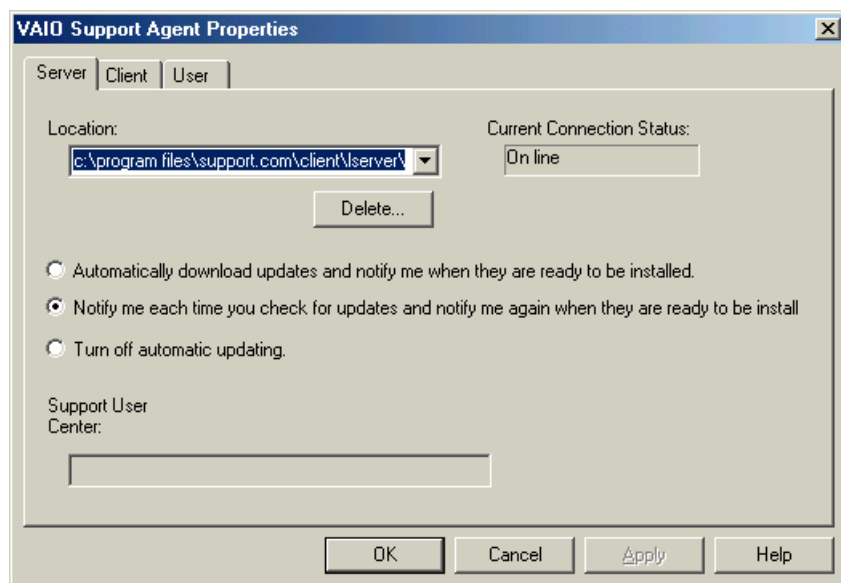 VAIO Support Agent Properties
Server Client User
Location: Current Connection Status:
c:\program files\support.com\client\lserver\ On line
Delete...
Automatically download updates and notify me when they are ready to be installed.
Notify me each time you check for updates and notify me again when they are ready to be install
Turn off automatic updating.
Support User
Center:
OK Cancel Apply Help